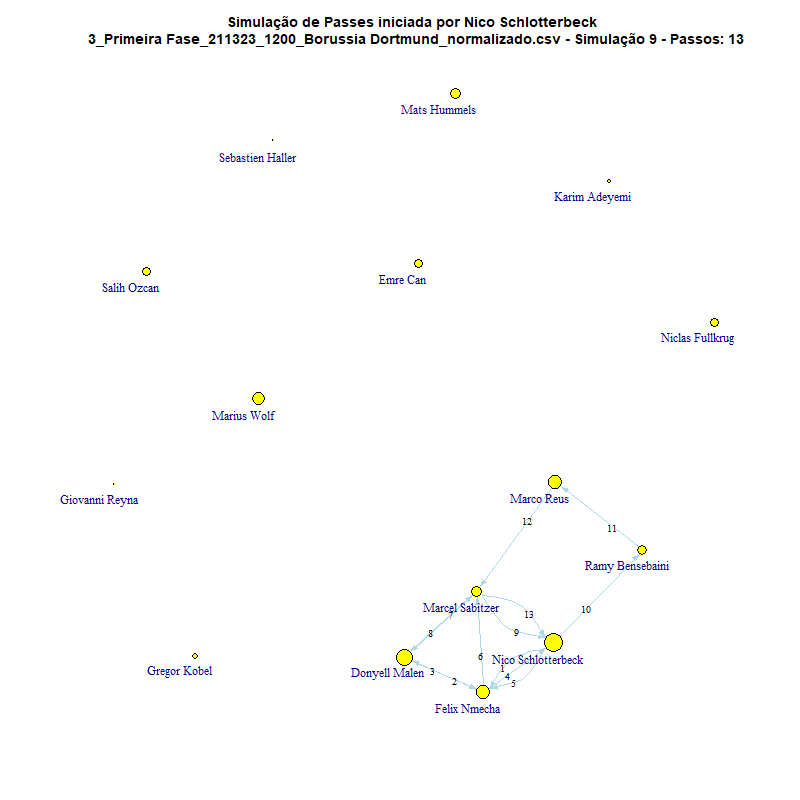 Simulação de Passes iniciada por Nico Schlotterbeck
3_Primeira Fase_211323_1200_Borussia Dortmund_normalizado.csv - Simulação 9 - Passos: 13
Mats Hummels
Sebastien Haller
Karim Adeyemi
Emre Can
Salih Ozcan
Niclas Fullkrug
Marius Wolf
Giovanni Reyna
Marco Reus
12
11
Ramy Bensebaini
Marcel Sabitzer
7
13
10
8
9
6
Nico Schlotterbeck
Gregor Kobel
Donyell Malen
3
1
4
2
5
Felix Nmecha